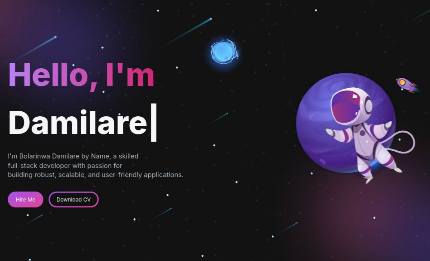 Hello, I'm
Damilare
I'm Bolarinwa Damilare by Name, a skilled
full-stack developer with passion for
building robust, scalable, and user-friendly applications.
Hire Me
Download CV